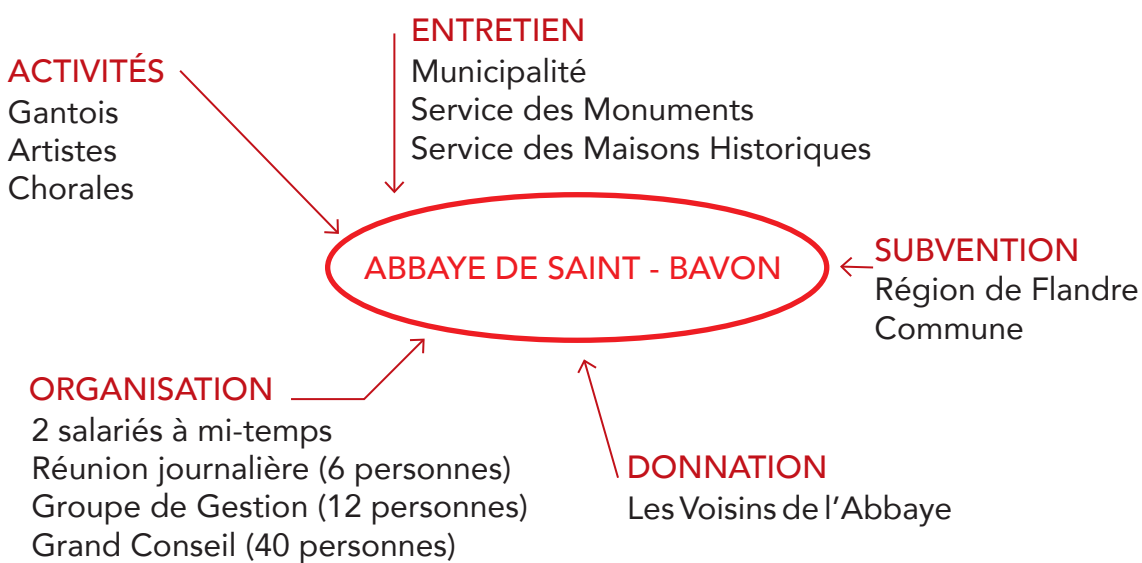 ENTRETIEN
Municipalité
Service des Monuments
Service des Maisons Historiques
ACTIVITÉS
Gantois
Artistes
Chorales
ABBAYE DE SAINT - BAVON
SUBVENTION
Région de Flandre
Commune
ORGANISATION
2 salariés à mi-temps
Réunion journalière (6 personnes)
Groupe de Gestion (12 personnes)
Grand Conseil (40 personnes)
DONNATION
Les Voisins de l'Abbaye